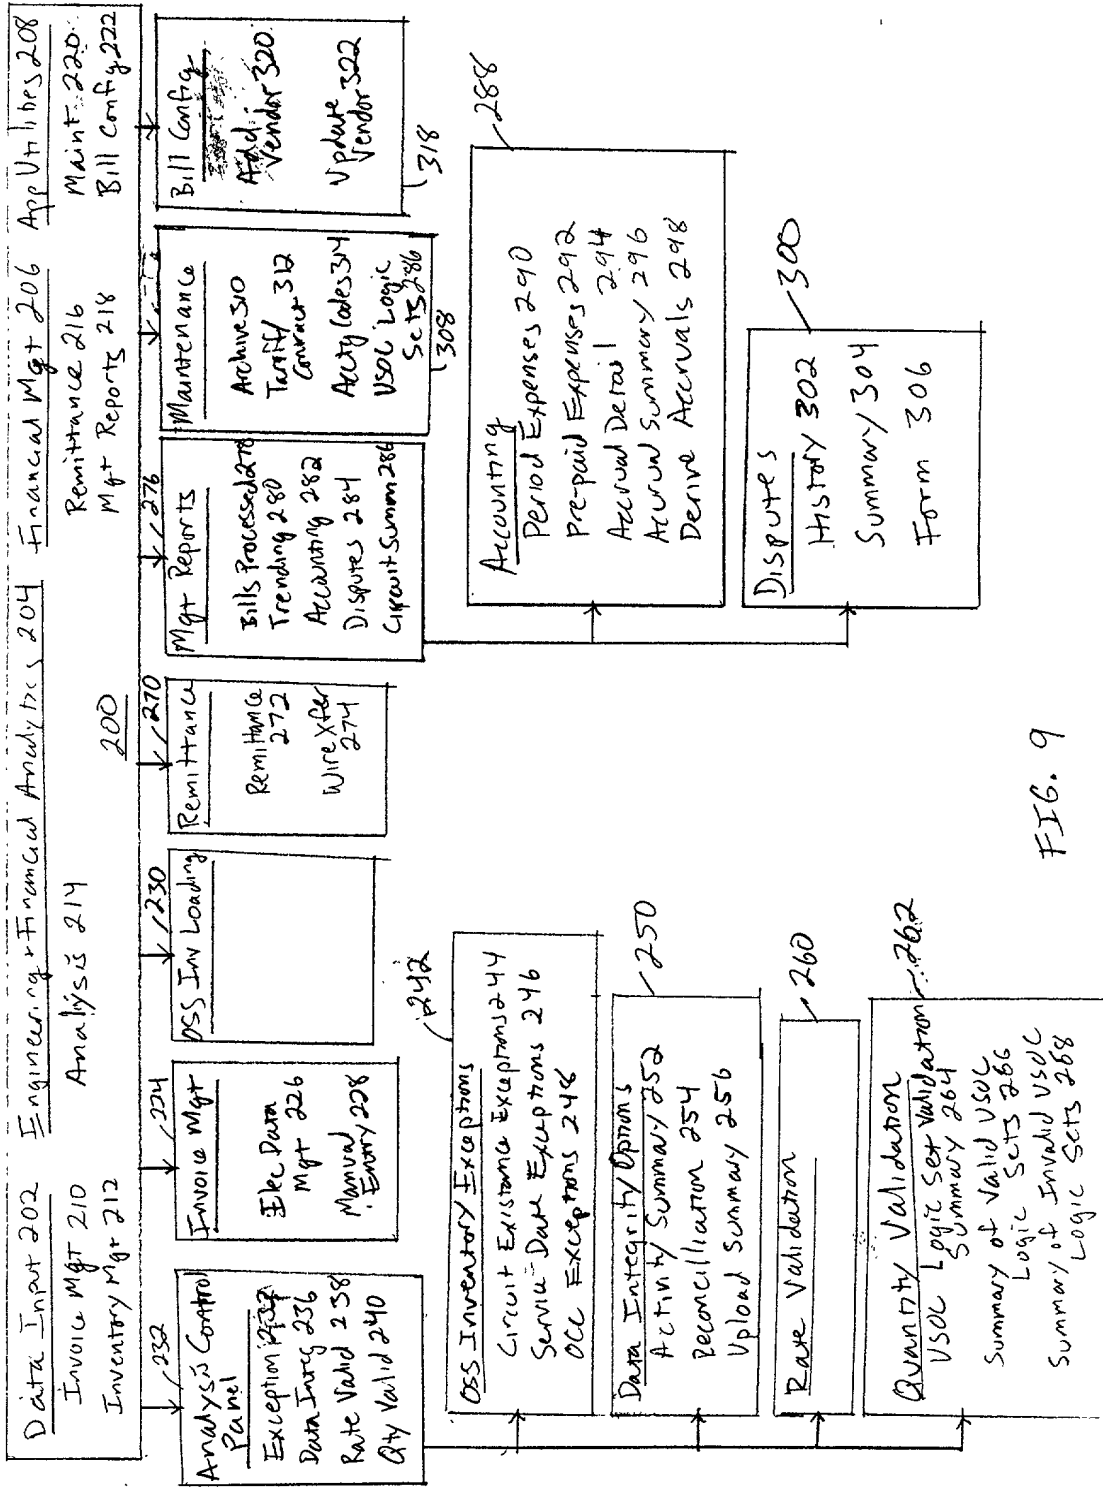 Data Input 202
Invoice Mgt 210
Inventory Mgt 212
Engineering + Financial Analytics 204
Analysis 214
Financial Mgt 206
Remittance 216
Mgt Reports 218
App Utilities 208
Maint 220
Bill Config 222
200
232
Analysis Control
Panel
Exception
Data Integ 236
Rate Valid 238
Qty Valid 240
224
Invoice Mgt
Elec Data
Mgt 226
Manual
Entry 228
230
OSS Inv Loading
270
Remittance
Remittance
272
Wire Xfer
274
276
Mgt Reports
Bills Processed 278
Trending 280
Accounting 282
Disputes 284
Circuit Summ 286
Maintenance
Archive 310
Tariff/
Contract 312
Acctg Codes 314
USOC Logic
Sets 286
308
Bill Config
Add
Vendor 320
Update
Vendor 322
318
242
OSS Inventory Exceptions
Circuit Existance Exceptions 244
Service Date Exceptions 246
OCC Exceptions 248
250
Data Integrity Options
Activity Summary 252
Reconcilliation 254
Upload Summary 256
260
Rate Validation
262
Quantity Validation
USOC Logic Set Validation
Summary 264
Summary of Valid USOC
Logic Sets 266
Summary of Invalid USOC
Logic Sets 268
288
Accounting
Period Expenses 290
Pre-paid Expenses 292
Accrual Detail 294
Accrual Summary 296
Derive Accruals 298
300
Disputes
History 302
Summary 304
Form 306
FIG. 9